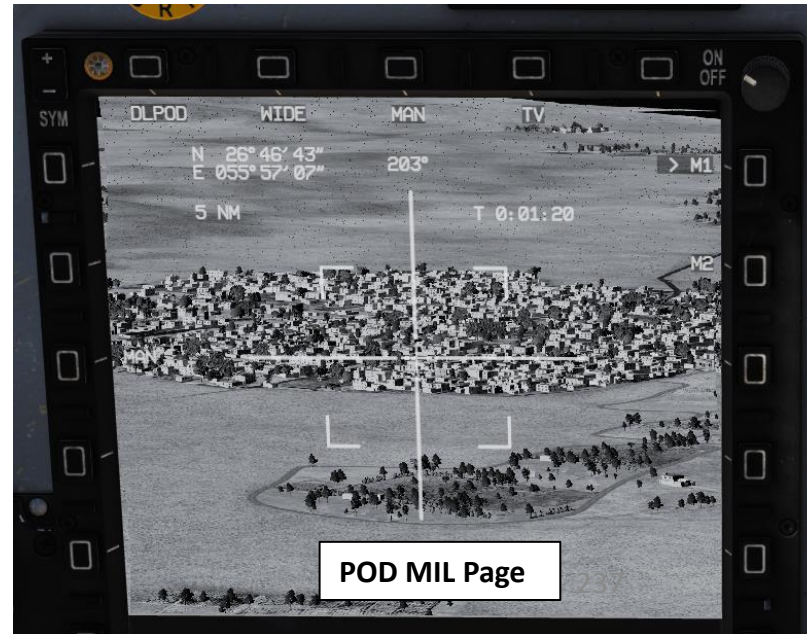 ON
OFF
+
-
SYM
DLPOD WIDE MAN TV
N 26°46'43"
E 055°57'07"
203°
> M1
5 NM
T 0:01:20
M2
MAN
POD MIL Page
237